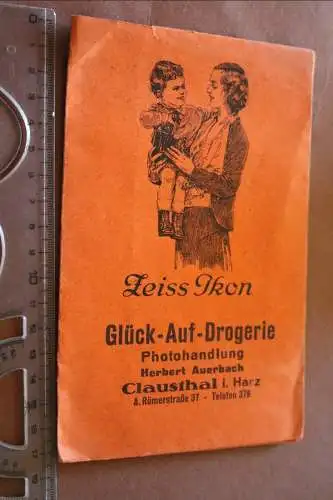 Zeiss Ikon
Glück-Auf-Drogerie
Photohandlung
Herbert Auerbach
Clausthal i. Harz
A. Römerstraße 37 - Telefon 376